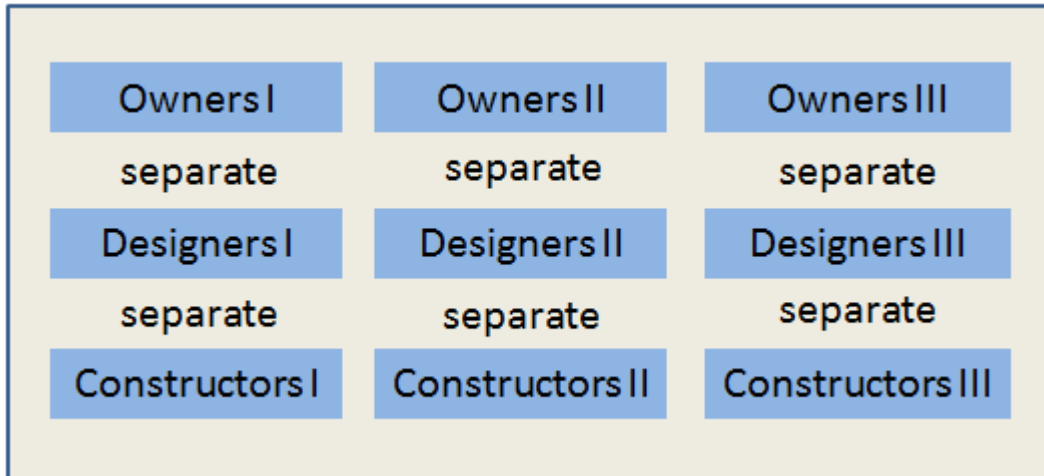 Owners I Owners II Owners III
separate separate separate
Designers I Designers II Designers III
separate separate separate
Constructors I Constructors II Constructors III